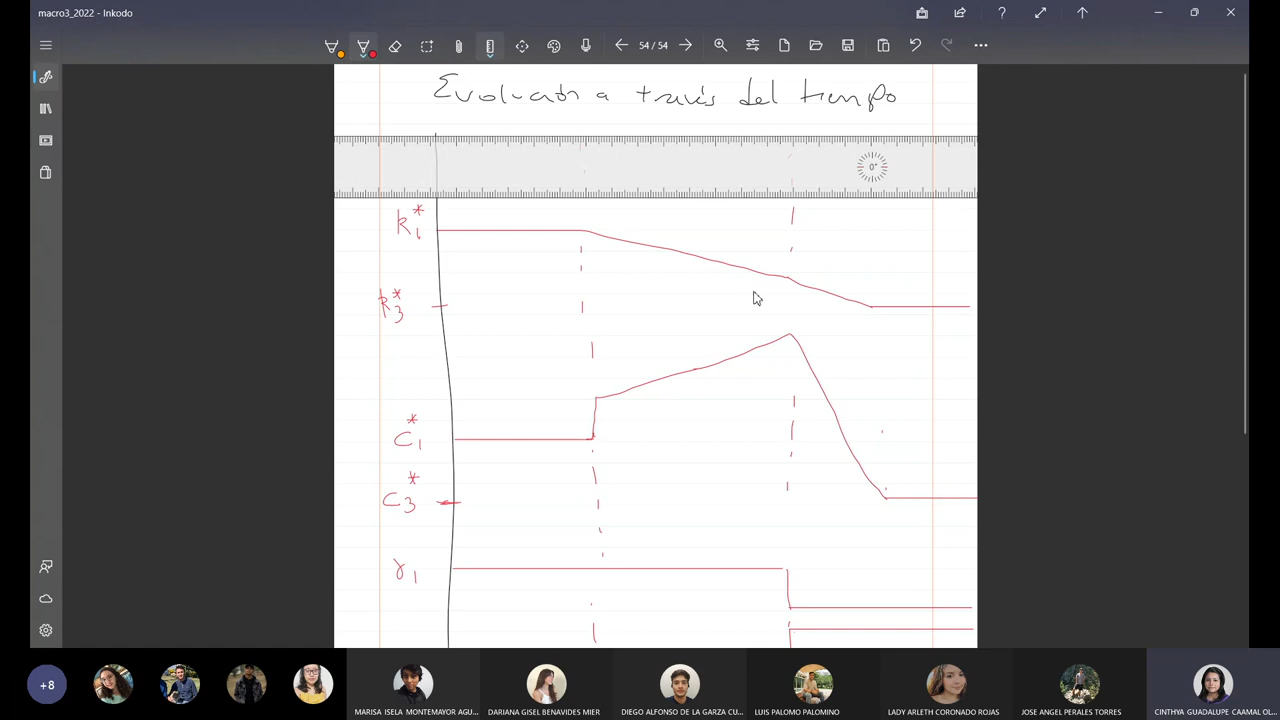 macro3_2022 - Inkodo
54 / 54
Evolución a través del tiempo
0°
K1*
K3*
C1*
C3*
γ1
+8
MARISA ISELA MONTEMAYOR AGU...
DARIANA GISEL BENAVIDES MIER
DIEGO ALFONSO DE LA GARZA CU...
LUIS PALOMO PALOMINO
LADY ARLETH CORONADO ROJAS
JOSE ANGEL PERALES TORRES
CINTHYA GUADALUPE CAAMAL OL...